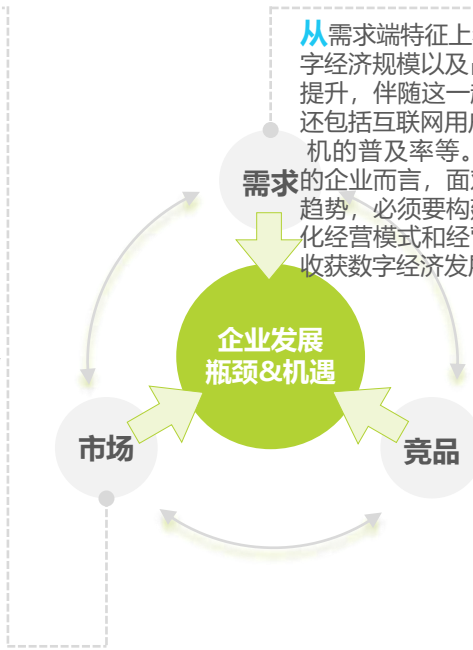 从需求端特征上
字经济规模以及
提升，伴随这一
还包括互联网用
机的普及率等。
需求
的企业而言，面
趋势，必须要构
化经营模式和经
收获数字经济发
企业发展
瓶颈&机遇
市场
竞品